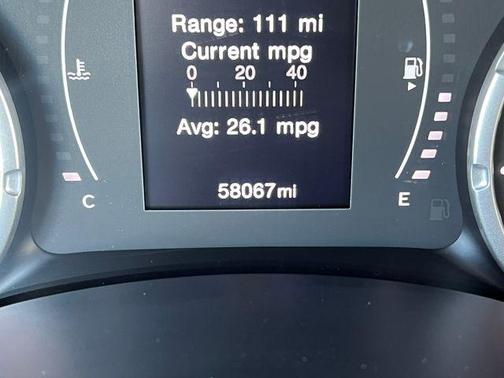 Range: 111 mi
Current mpg
0 20 40
Avg: 26.1 mpg
58067mi
C E